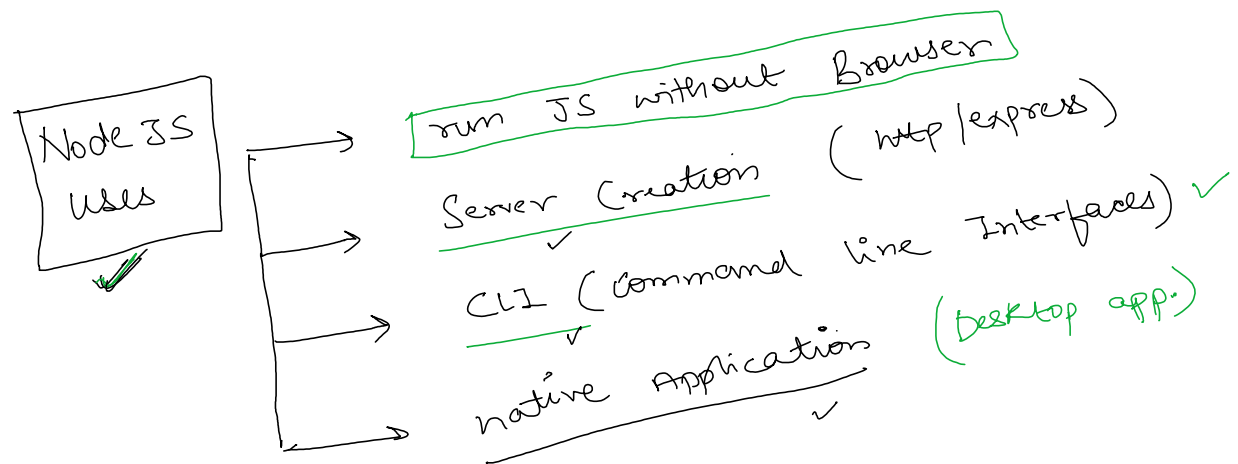 Node JS
uses
run JS without Browser
Server Creation (http/express)
CLI (Command line Interfaces)
native Application (Desktop app.)